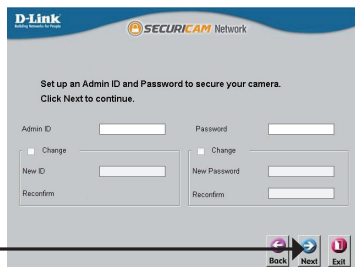 D-Link
Building Networks for People
SECURICAM Network
Set up an Admin ID and Password to secure your camera.
Click Next to continue.
Admin ID
Password
Change
Change
New ID
New Password
Reconfirm
Reconfirm
Back Next Exit